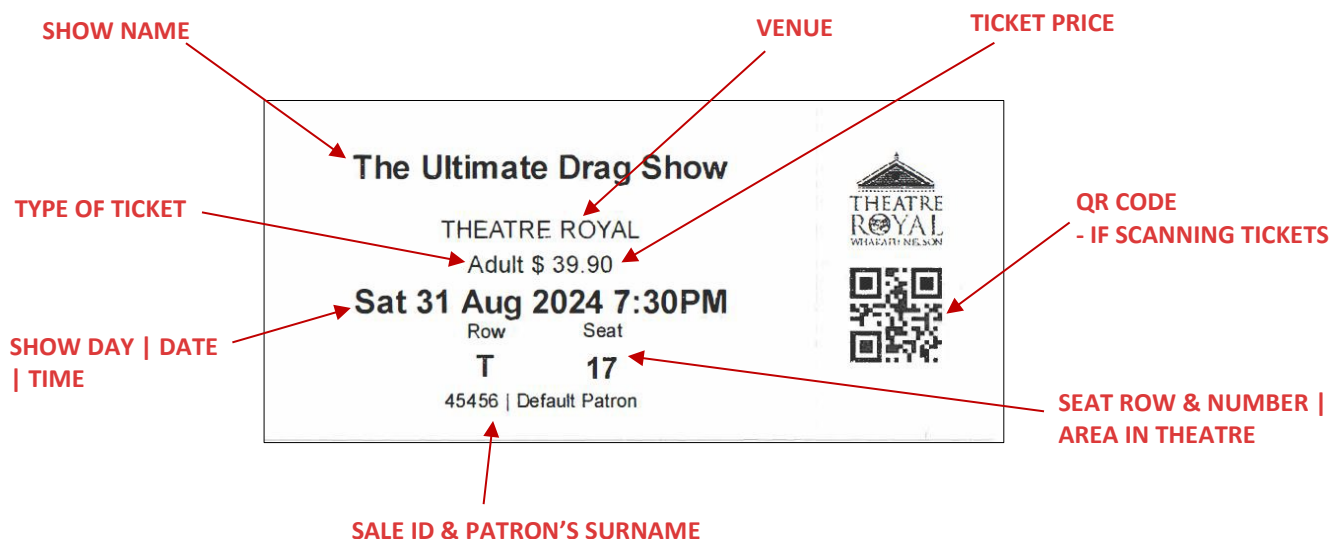 SHOW NAME
VENUE
TICKET PRICE
The Ultimate Drag Show
TYPE OF TICKET
THEATRE ROYAL
Adult $ 39.90
Sat 31 Aug 2024 7:30PM
Row Seat
T 17
45456 | Default Patron
SHOW DAY | DATE
| TIME
THEATRE
ROYAL
WHAKATŪ NELSON
QR CODE
- IF SCANNING TICKETS
SEAT ROW & NUMBER |
AREA IN THEATRE
SALE ID & PATRON’S SURNAME